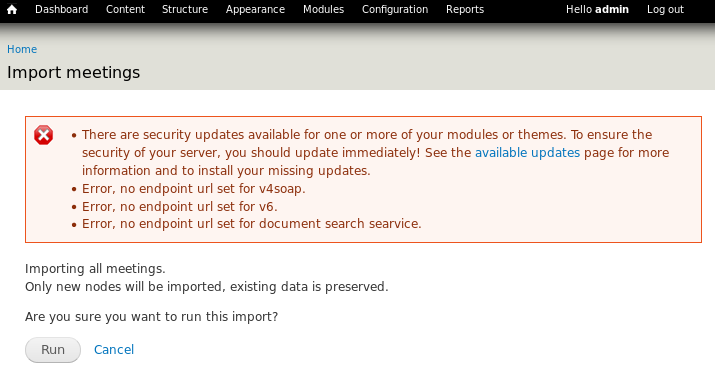 Dashboard Content Structure Appearance Modules Configuration Reports Hello admin Log out
Home
Import meetings
• There are security updates available for one or more of your modules or themes. To ensure the
security of your server, you should update immediately! See the available updates page for more
information and to install your missing updates.
• Error, no endpoint url set for v4soap.
• Error, no endpoint url set for v6.
• Error, no endpoint url set for document search searvice.
Importing all meetings.
Only new nodes will be imported, existing data is preserved.
Are you sure you want to run this import?
Run Cancel